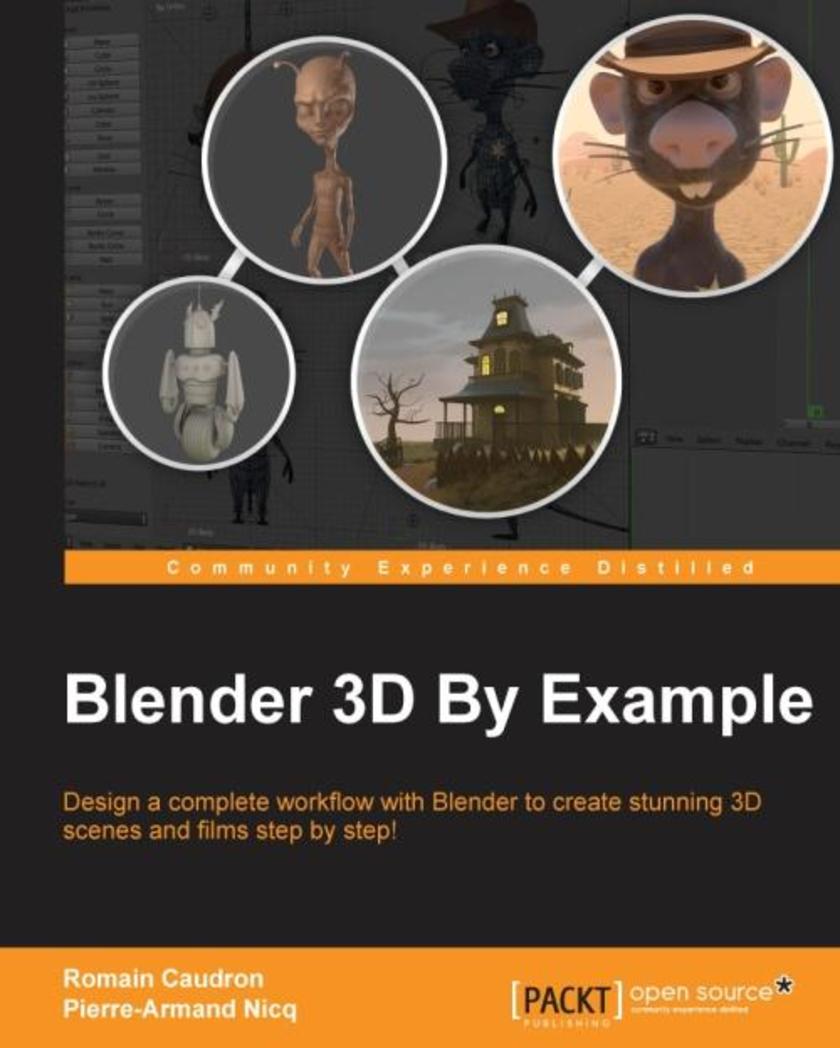 Community Experience Distilled
Blender 3D By Example
Design a complete workflow with Blender to create stunning 3D
scenes and films step by step!
Romain Caudron
Pierre-Armand Nicq
[PACKT] open source*
PUBLISHING community experience distilled